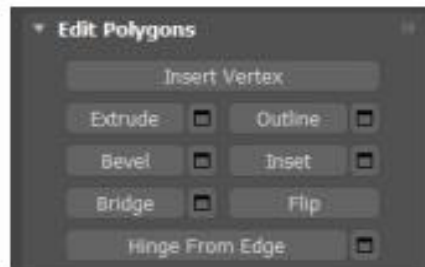 Edit Polygons
Insert Vertex
Extrude Outline
Bevel Inset
Bridge Flip
Hinge From Edge